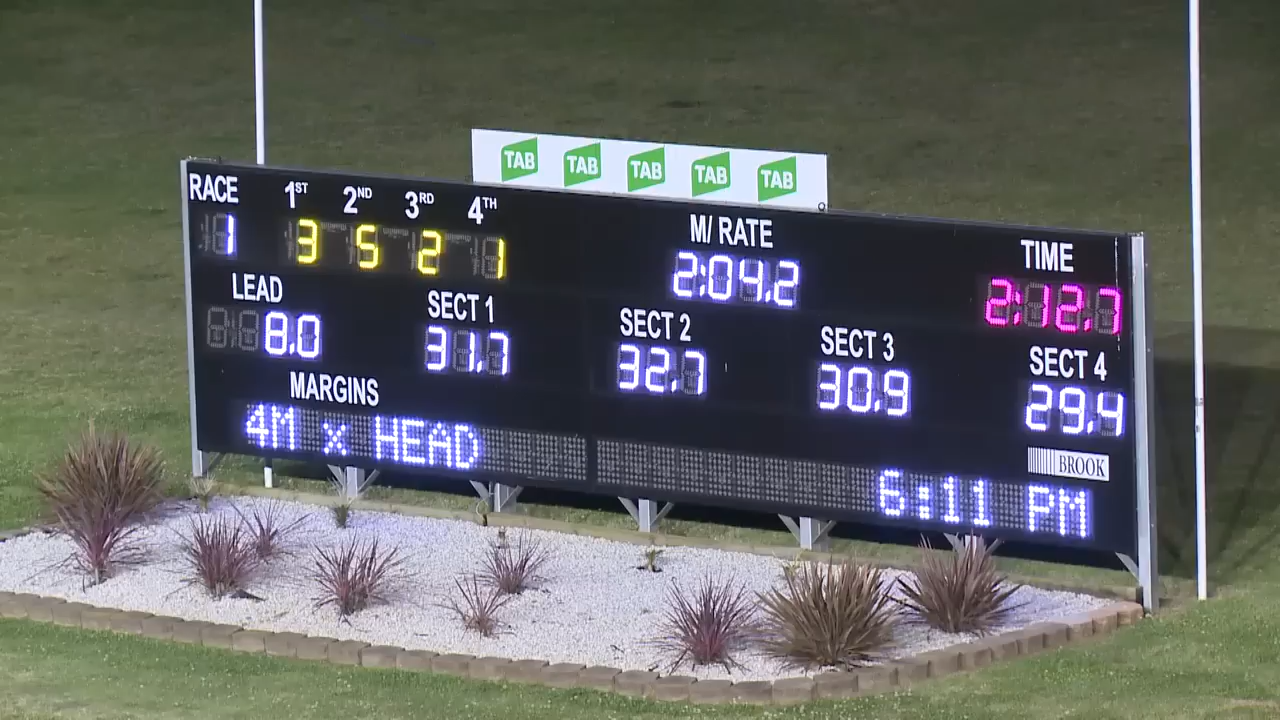 TAB TAB TAB TAB TAB
RACE 1ST 2ND 3RD 4TH M/ RATE TIME
1 3 5 2 1 2:04.2 2:12.7
LEAD SECT 1 SECT 2 SECT 3 SECT 4
8.0 31.7 32.7 30.9 29.4
MARGINS
4M x HEAD
BROOK
6:11 PM